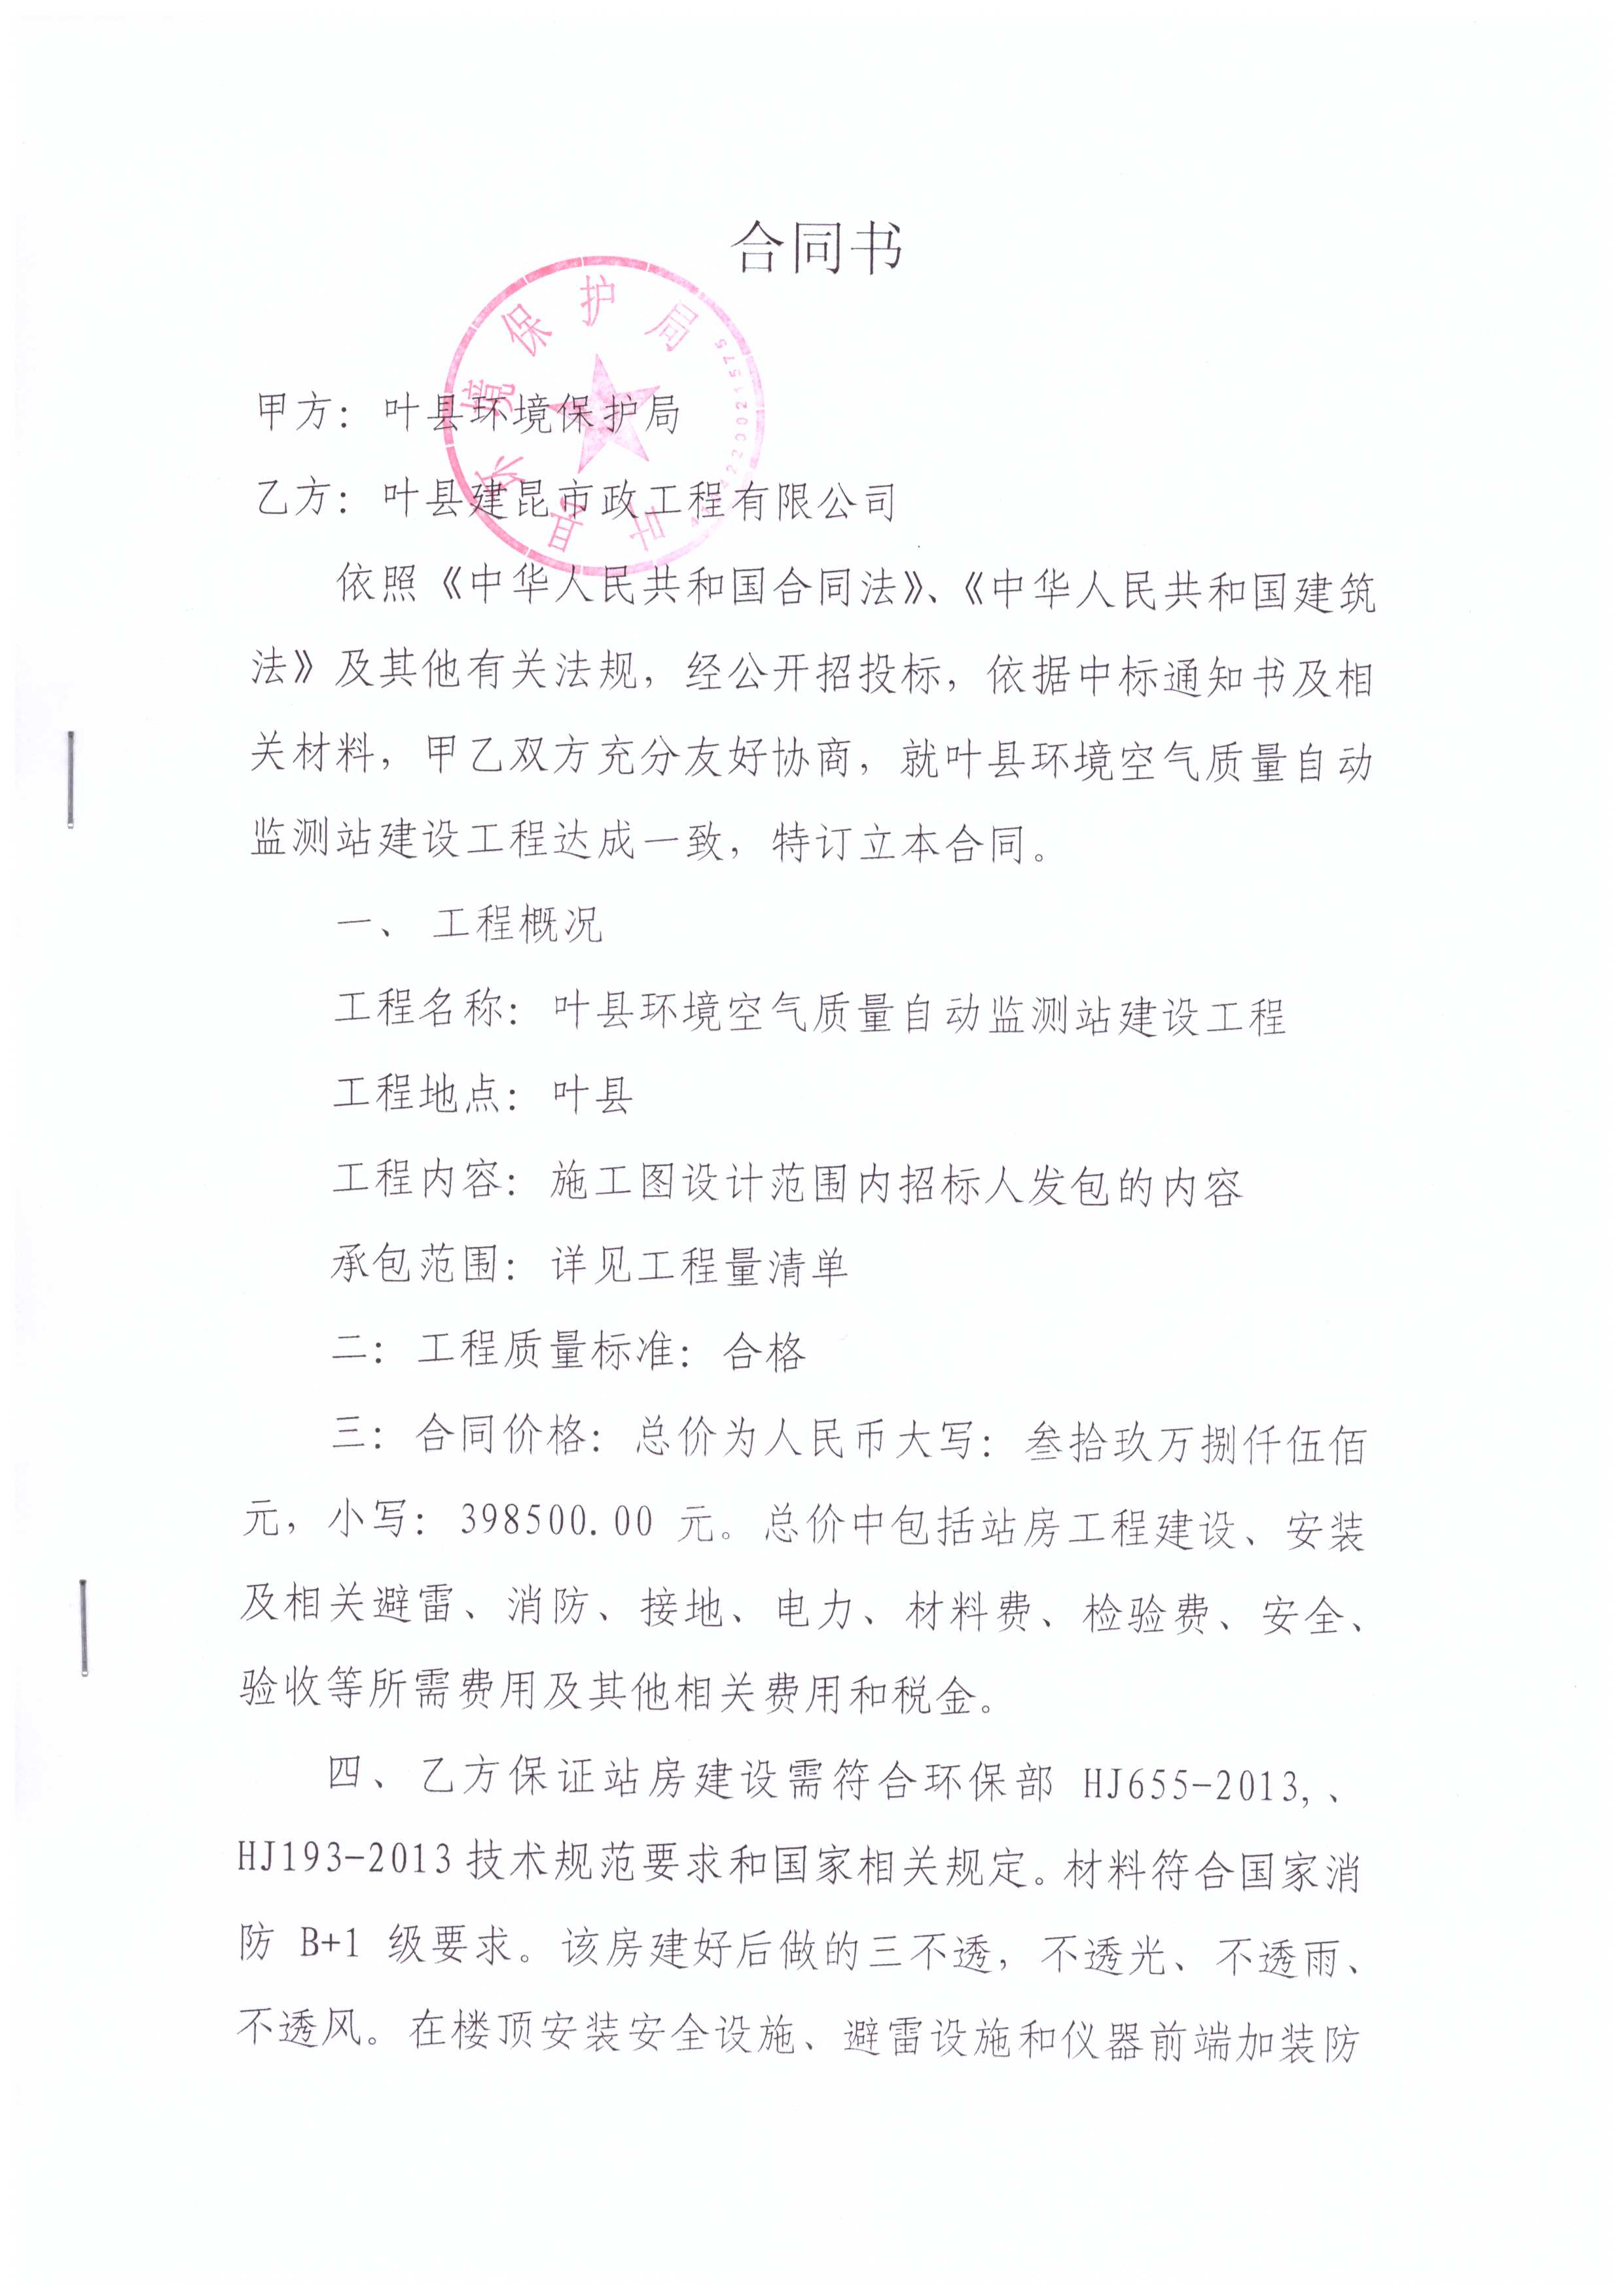 合同书
叶县环境保护局
甲方：叶县环境保护局
乙方：叶县建昆市政工程有限公司
依照《中华人民共和国合同法》、《中华人民共和国建筑
法》及其他有关法规，经公开招投标，依据中标通知书及相
关材料，甲乙双方充分友好协商，就叶县环境空气质量自动
监测站建设工程达成一致，特订立本合同。
一、 工程概况
工程名称：叶县环境空气质量自动监测站建设工程
工程地点：叶县
工程内容：施工图设计范围内招标人发包的内容
承包范围：详见工程量清单
二：工程质量标准：合格
三：合同价格：总价为人民币大写：叁拾玖万捌仟伍佰
元，小写：398500.00 元。总价中包括站房工程建设、安装
及相关避雷、消防、接地、电力、材料费、检验费、安全、
验收等所需费用及其他相关费用和税金。
四、乙方保证站房建设需符合环保部 HJ655-2013,、
HJ193-2013技术规范要求和国家相关规定。材料符合国家消
防 B+1 级要求。该房建好后做的三不透，不透光、不透雨、
不透风。在楼顶安装安全设施、避雷设施和仪器前端加装防